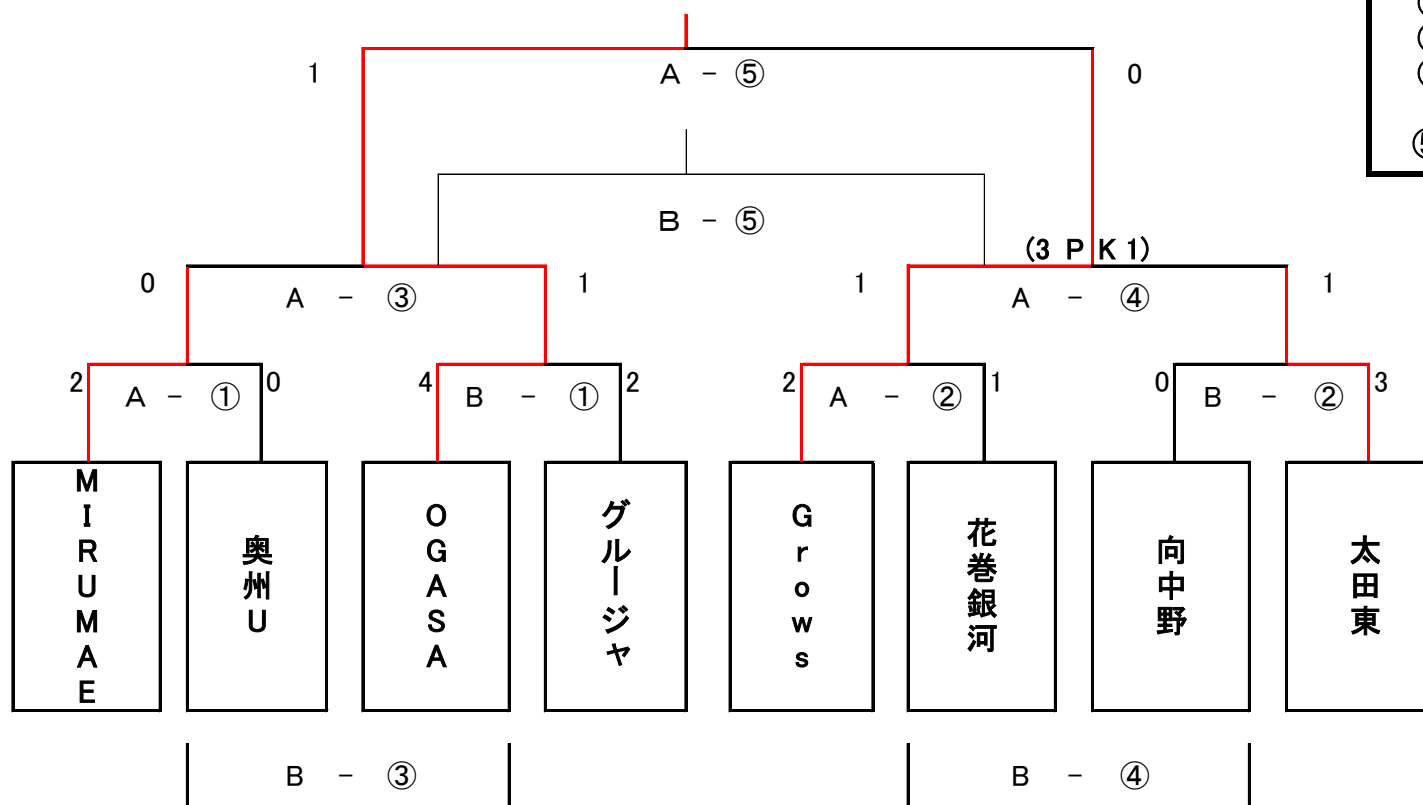 1 A - ⑤ 0
B - ⑤
(3 P K 1)
0 A - ③ 1 1 A - ④ 1
2 A - ① 0 4 B - ① 2 2 A - ② 1 0 B - ② 3
MIRUMAE
奥州U
OGASA
グルージャ
Grows
花巻銀河
向中野
太田東
B - ③ B - ④